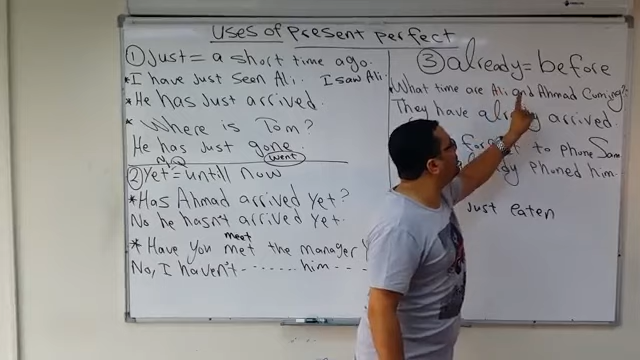 Uses of present perfect
① Just = a short time ago.
* I have just seen Ali. I saw Ali.
* He has Just arrived.
* Where is Tom?
He has Just gone.
went
② Yet = untill now
* Has Ahmad arrived yet?
No he hasn't arrived yet.
meet
* Have you met the manager
No, I haven't ........ him ....
③ already = before
What time are Ali and Ahmad Cuming?
They have already arrived.
to phone Sam
phoned him.
Just eaten